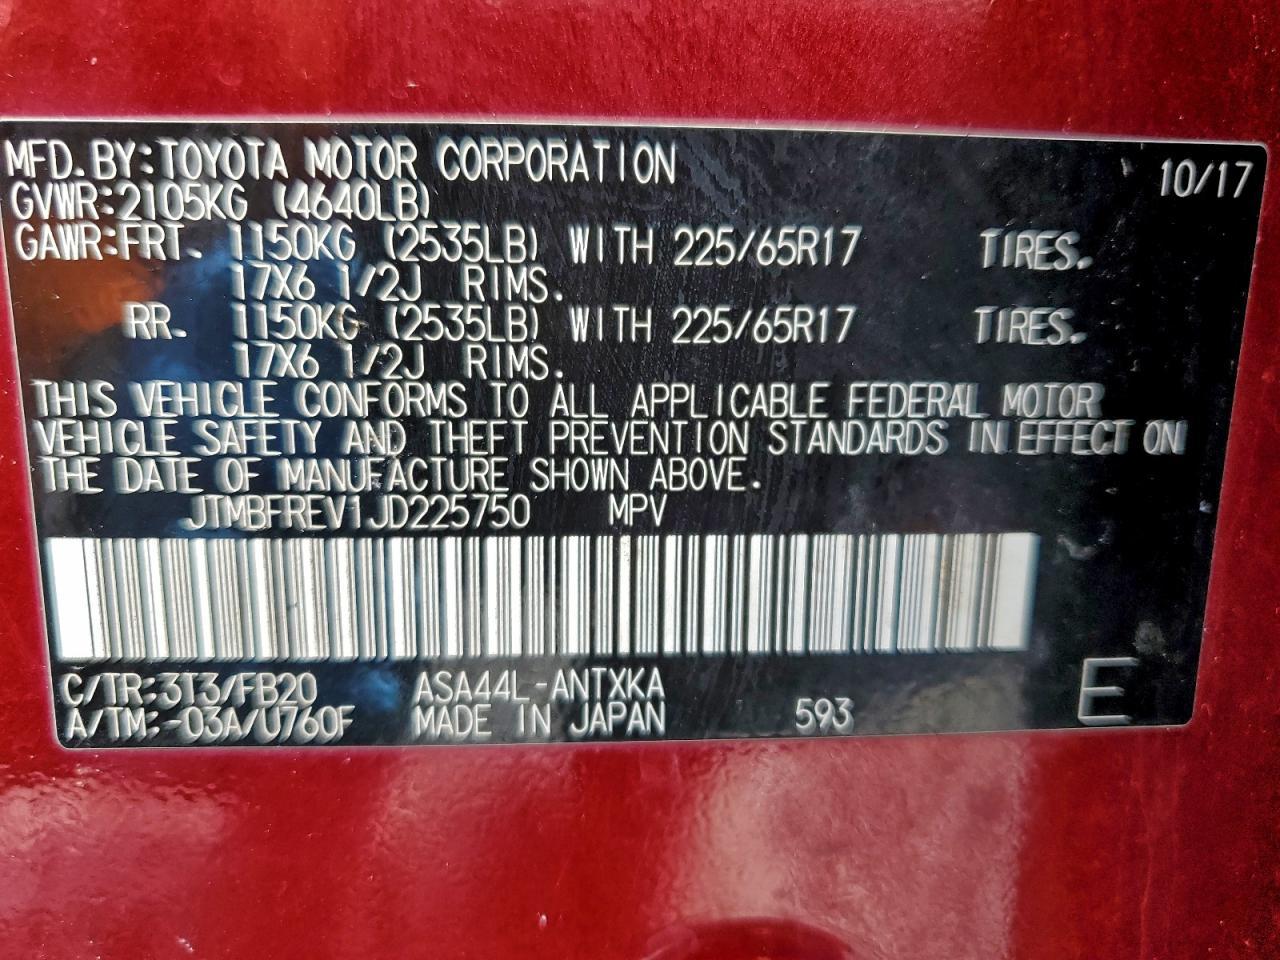 MFD. BY: TOYOTA MOTOR CORPORATION 10/17
GVWR: 2105KG (4640LB)
GAWR: FRT. 1150KG (2535LB) WITH 225/65R17 TIRES.
17X6 1/2J RIMS.
RR. 1150KG (2535LB) WITH 225/65R17 TIRES.
17X6 1/2J RIMS.
THIS VEHICLE CONFORMS TO ALL APPLICABLE FEDERAL MOTOR
VEHICLE SAFETY AND THEFT PREVENTION STANDARDS IN EFFECT ON
THE DATE OF MANUFACTURE SHOWN ABOVE.
JTMBFREV1JD225750 MPV
C/TR: 3T3/FB20 ASA44L-ANTXKA
A/TM: -03A/U760F MADE IN JAPAN 593 E